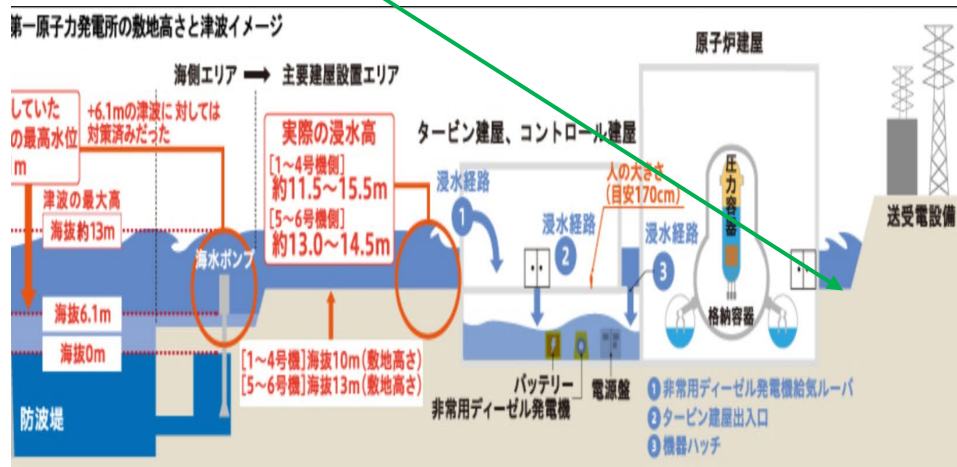 第一原子力発電所の敷地高さと津波イメージ
海側エリア → 主要建屋設置エリア
原子炉建屋
していた
の最高水位
m
+6.1mの津波に対しては
対策済みだった
実際の浸水高
[1〜4号機側]
約11.5〜15.5m
[5〜6号機側]
約13.0〜14.5m
タービン建屋、コントロール建屋
人の大きさ
(目安170cm)
津波の最大高
海抜約13m
海水ポンプ
浸水経路
1
浸水経路
2
浸水経路
3
圧力容器
格納容器
送受電設備
海抜6.1m
海抜0m
防波堤
[1〜4号機]海抜10m(敷地高さ)
[5〜6号機]海抜13m(敷地高さ)
バッテリー
非常用ディーゼル発電機
電源盤
1 非常用ディーゼル発電機給気ルーバ
2 タービン建屋出入口
3 機器ハッチ